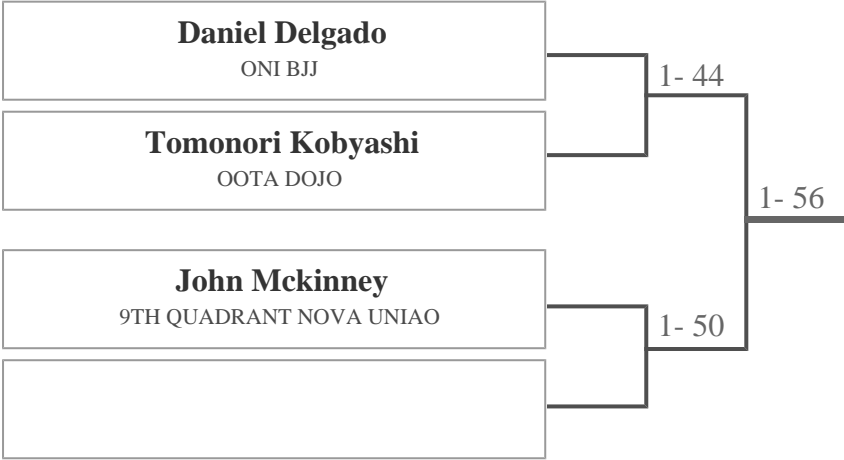 Daniel Delgado
ONI BJJ
1- 44
Tomonori Kobyashi
OOTA DOJO
1- 56
John Mckinney
9TH QUADRANT NOVA UNIAO
1- 50